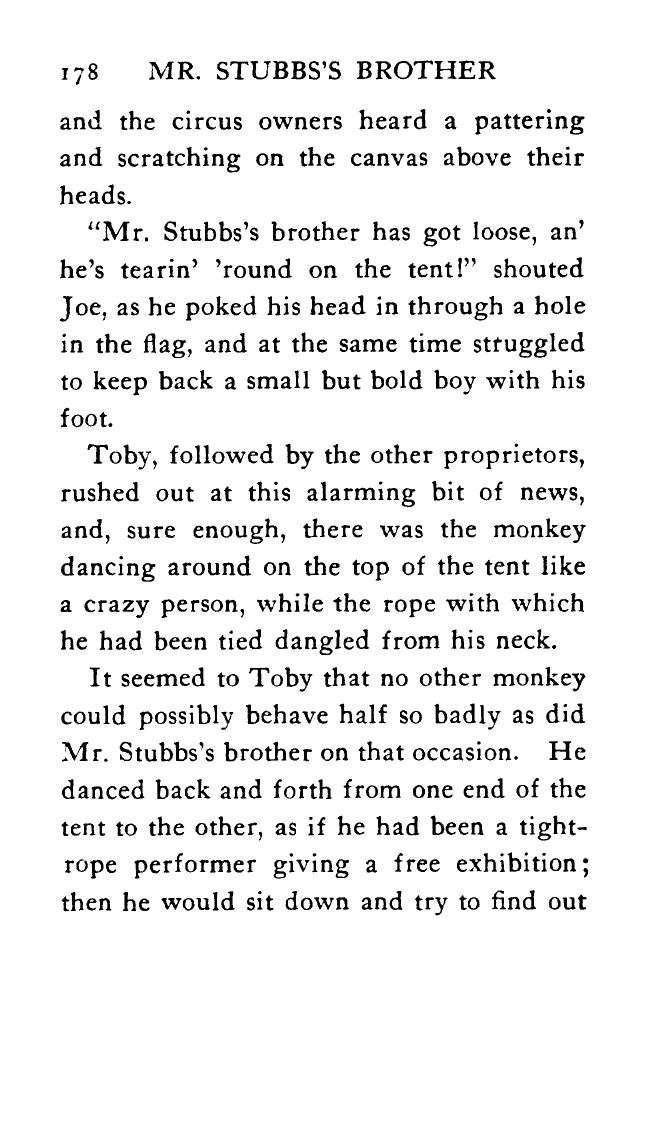 178 MR. STUBBS'S BROTHER
and the circus owners heard a pattering
and scratching on the canvas above their
heads.
"Mr. Stubbs's brother has got loose, an'
he's tearin' 'round on the tent!" shouted
Joe, as he poked his head in through a hole
in the flag, and at the same time struggled
to keep back a small but bold boy with his
foot.
Toby, followed by the other proprietors,
rushed out at this alarming bit of news,
and, sure enough, there was the monkey
dancing around on the top of the tent like
a crazy person, while the rope with which
he had been tied dangled from his neck.
It seemed to Toby that no other monkey
could possibly behave half so badly as did
Mr. Stubbs's brother on that occasion. He
danced back and forth from one end of the
tent to the other, as if he had been a tight-
rope performer giving a free exhibition;
then he would sit down and try to find out